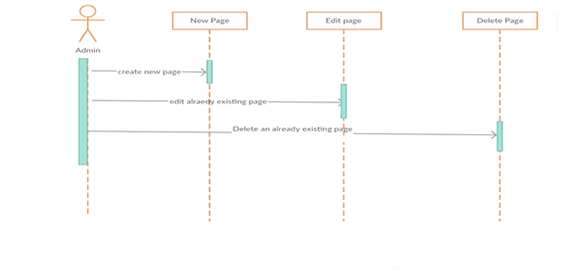 New Page
Edit page
Delete Page
Admin
create new page
edit alraedy existing page
Delete an already existing page